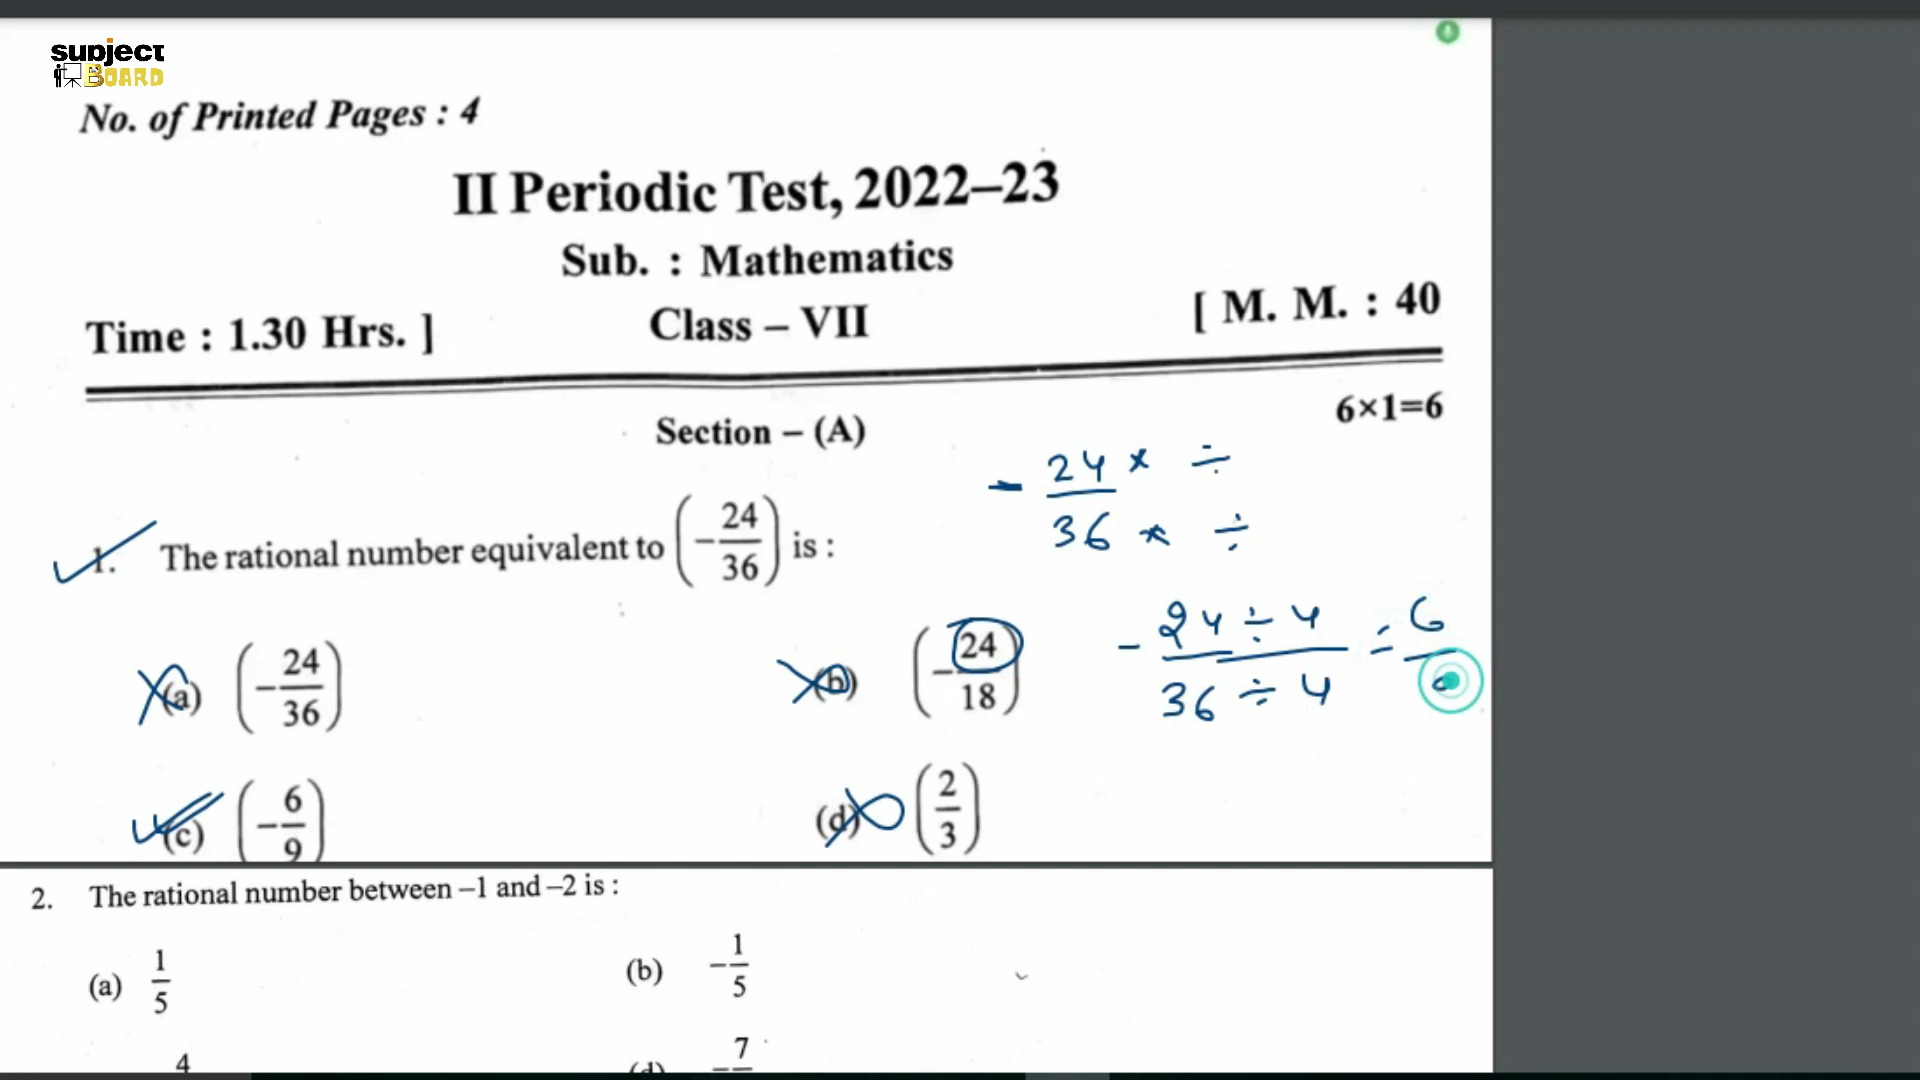 subject
BOARD
No. of Printed Pages : 4
II Periodic Test, 2022–23
Sub. : Mathematics
Time : 1.30 Hrs. ]
Class – VII
[ M. M. : 40
6×1=6
Section – (A)
- 24 × ÷
36 × ÷
1. The rational number equivalent to (-24/36) is :
(a) (-24/36)
(b) (-24/18)
- 24 ÷ 4 = 6
36 ÷ 4
(c) (-6/9)
(d) (2/3)
2. The rational number between –1 and –2 is :
(a) 1/5
(b) -1/5
4
7